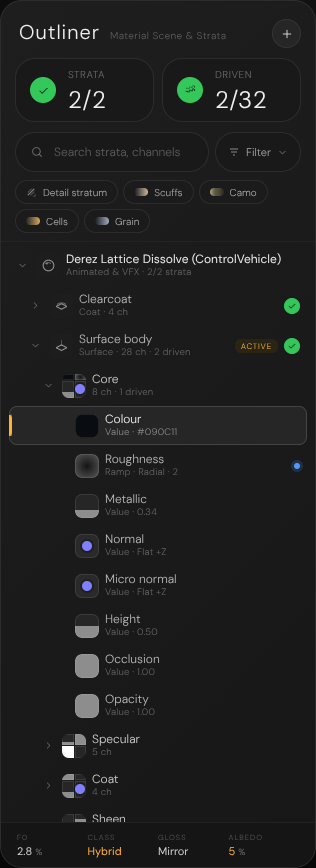 Outliner Material Scene & Strata
STRATA
2/2
DRIVEN
2/32
Search strata, channels
Filter
Detail stratum
Scuffs
Camo
Cells
Grain
Derez Lattice Dissolve (ControlVehicle)
Animated & VFX · 2/2 strata
Clearcoat
Coat · 4 ch
Surface body
Surface · 28 ch · 2 driven
ACTIVE
Core
8 ch · 1 driven
Colour
Value · #090C11
Roughness
Ramp · Radial · 2
Metallic
Value · 0.34
Normal
Value · Flat +Z
Micro normal
Value · Flat +Z
Height
Value · 0.50
Occlusion
Value · 1.00
Opacity
Value · 1.00
Specular
5 ch
Coat
4 ch
Sheen
F0 CLASS GLOSS ALBEDO
2.8 % Hybrid Mirror 5 %